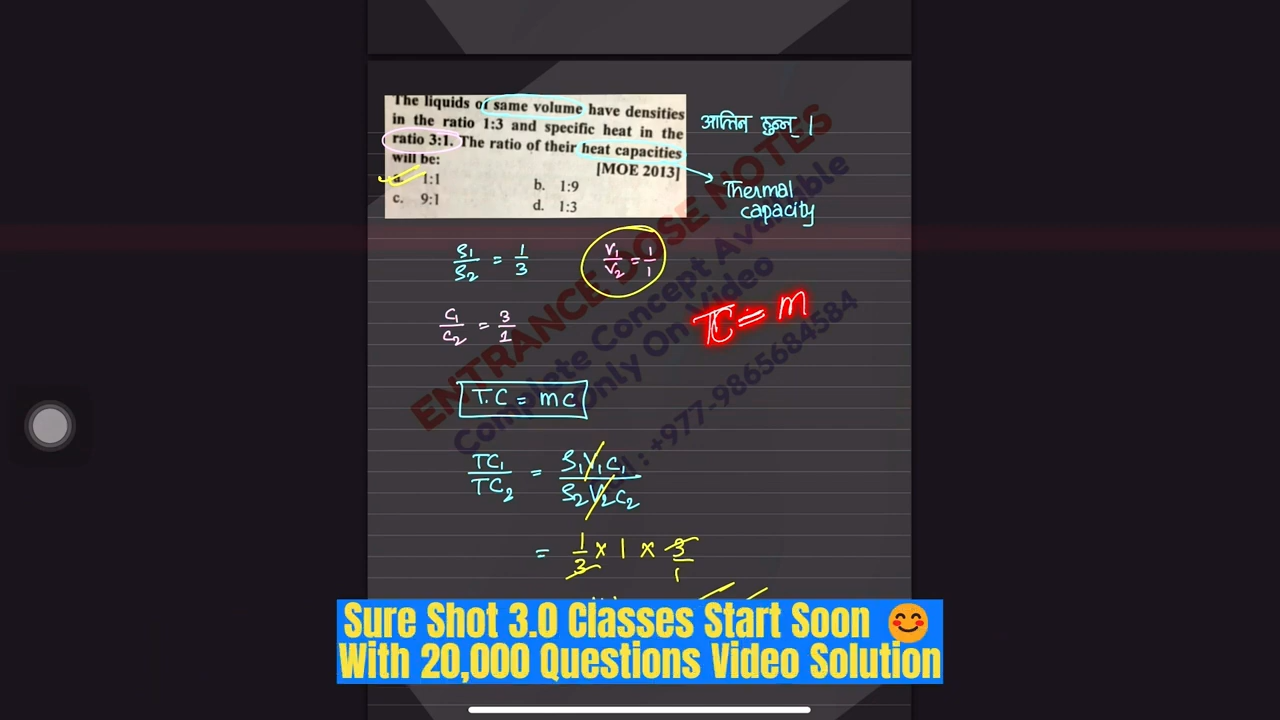 The liquids of same volume have densities
in the ratio 1:3 and specific heat in the
ratio 3:1. The ratio of their heat capacities
will be:
[MOE 2013]
a. 1:1
b. 1:9
c. 9:1
d. 1:3
Thermal
capacity
ρ₁/ρ₂ = 1/3
V₁/V₂ = 1/1
C₁/C₂ = 3/1
TC = m
T.C = mc
TC₁/TC₂ = ρ₁V₁C₁/ρ₂V₂C₂
= 1/3 × 1 × 3/1
ENTRANCE DOSE NOTES
Complete Concept Available
Only On Video
: +977-9865684584
Sure Shot 3.0 Classes Start Soon 😊
With 20,000 Questions Video Solution